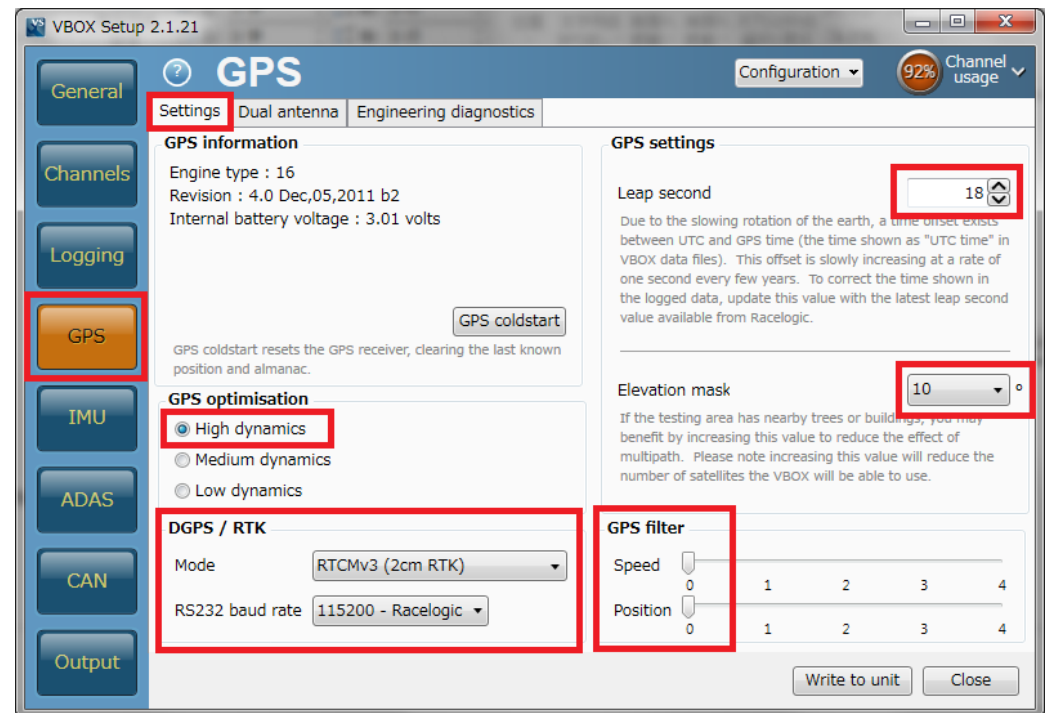 VBOX Setup 2.1.21
General
Channels
Logging
GPS
IMU
ADAS
CAN
Output
? GPS
Configuration
92% Channel usage
Settings Dual antenna Engineering diagnostics
GPS information
Engine type : 16
Revision : 4.0 Dec,05,2011 b2
Internal battery voltage : 3.01 volts
GPS coldstart
GPS coldstart resets the GPS receiver, clearing the last known
position and almanac.
GPS optimisation
High dynamics
Medium dynamics
Low dynamics
DGPS / RTK
Mode RTCMv3 (2cm RTK)
RS232 baud rate 115200 - Racelogic
GPS settings
Leap second 18
Due to the slowing rotation of the earth, a time offset exists
between UTC and GPS time (the time shown as "UTC time" in
VBOX data files). This offset is slowly increasing at a rate of
one second every few years. To correct the time shown in
the logged data, update this value with the latest leap second
value available from Racelogic.
Elevation mask 10 °
If the testing area has nearby trees or buildings, you may
benefit by increasing this value to reduce the effect of
multipath. Please note increasing this value will reduce the
number of satellites the VBOX will be able to use.
GPS filter
Speed
0 1 2 3 4
Position
0 1 2 3 4
Write to unit Close